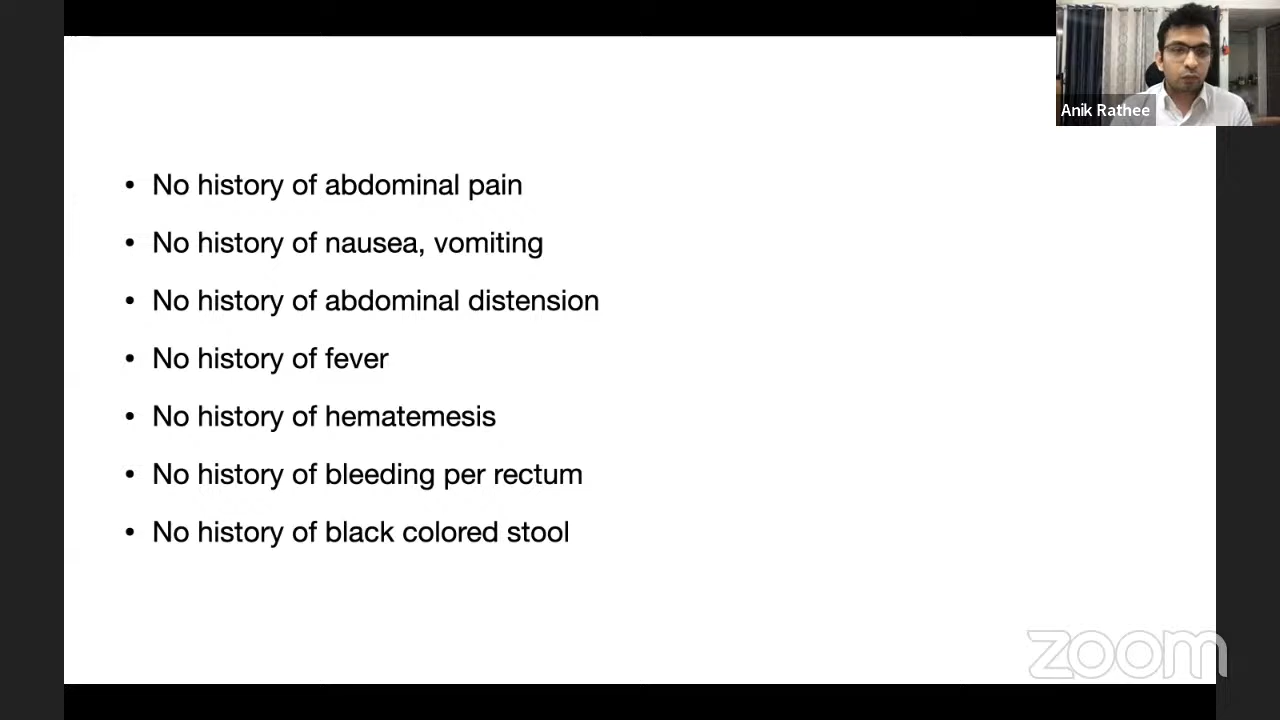 Anik Rathee
• No history of abdominal pain
• No history of nausea, vomiting
• No history of abdominal distension
• No history of fever
• No history of hematemesis
• No history of bleeding per rectum
• No history of black colored stool
zoom